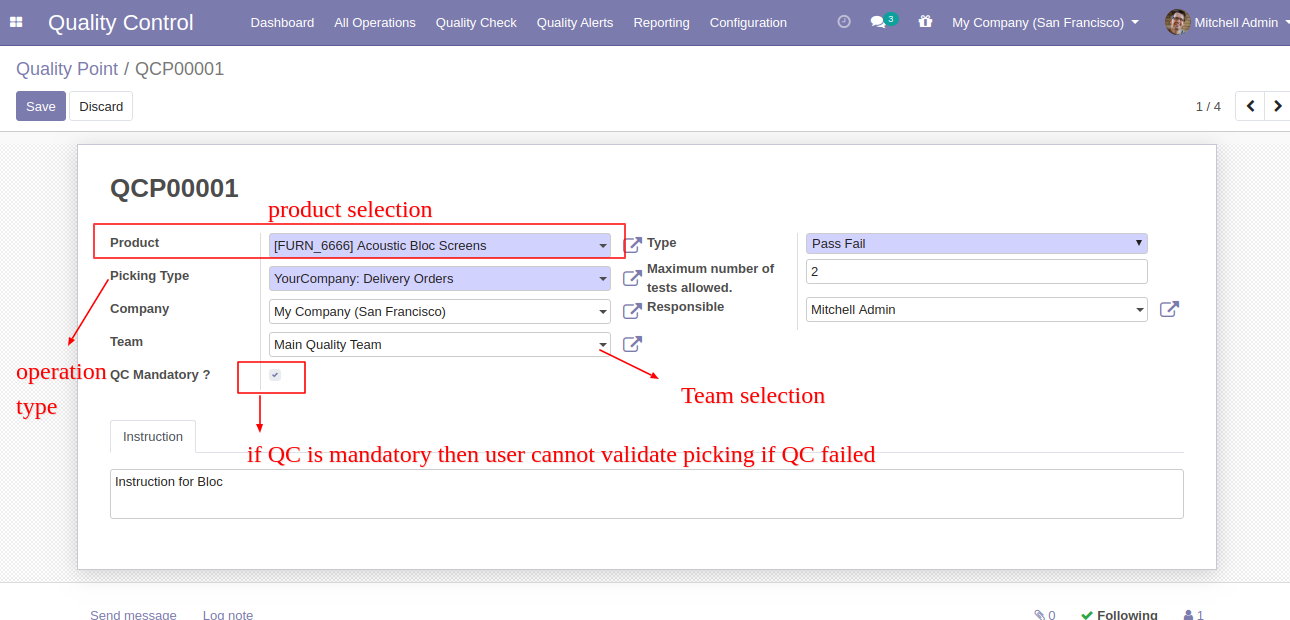 Quality Control Dashboard All Operations Quality Check Quality Alerts Reporting Configuration 3 My Company (San Francisco) Mitchell Admin
Quality Point / QCP00001
Save Discard 1 / 4
QCP00001
product selection
Product [FURN_6666] Acoustic Bloc Screens Type Pass Fail
Picking Type YourCompany: Delivery Orders Maximum number of 2
tests allowed.
Company My Company (San Francisco) Responsible Mitchell Admin
Team Main Quality Team
operation QC Mandatory ?
type Team selection
Instruction
if QC is mandatory then user cannot validate picking if QC failed
Instruction for Bloc
Send message Log note 0 Following 1